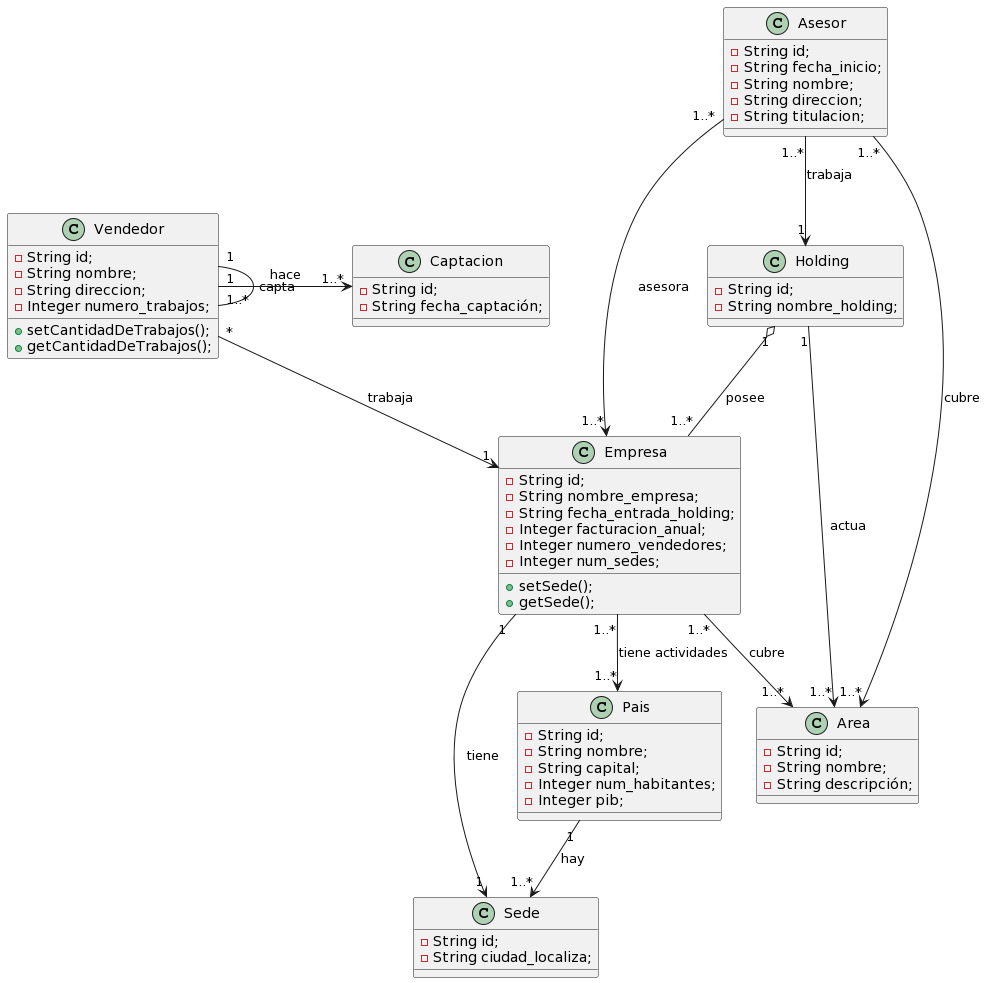 C Asesor
String id;
String fecha_inicio;
String nombre;
String direccion;
String titulacion;
1..*
1..*
1..*
trabaja
1
C Vendedor
String id;
String nombre;
String direccion;
Integer numero_trabajos;
setCantidadDeTrabajos();
getCantidadDeTrabajos();
1
1
1..*
*
hace
capta
1..*
C Captacion
String id;
String fecha_captación;
C Holding
String id;
String nombre_holding;
asesora
1
1
posee
cubre
trabaja
1..*
1..*
1
C Empresa
String id;
String nombre_empresa;
String fecha_entrada_holding;
Integer facturacion_anual;
Integer numero_vendedores;
Integer num_sedes;
setSede();
getSede();
actua
1
1..*
1..*
tiene actividades
cubre
1..*
1..*
1..*
1..*
C Pais
String id;
String nombre;
String capital;
Integer num_habitantes;
Integer pib;
C Area
String id;
String nombre;
String descripción;
tiene
1
hay
1
1..*
C Sede
String id;
String ciudad_localiza;